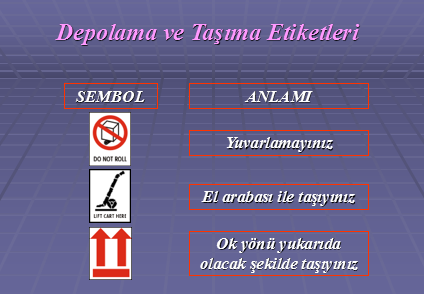 Depolama ve Taşıma Etiketleri
SEMBOL
ANLAMI
DO NOT ROLL
Yuvarlamayınız
LIFT CART HERE
El arabası ile taşıyınız
Ok yönü yukarıda
olacak şekilde taşıyınız